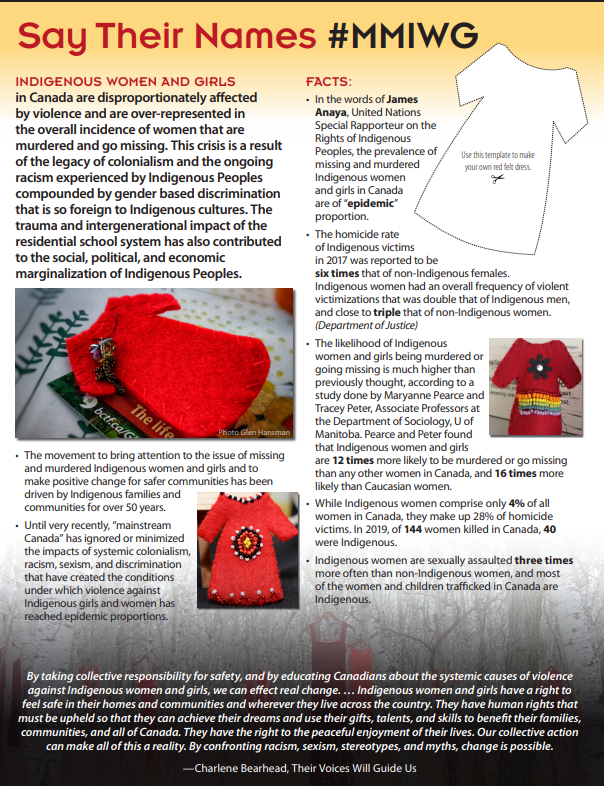 Say Their Names #MMIWG
INDIGENOUS WOMEN AND GIRLS
in Canada are disproportionately affected
by violence and are over-represented in
the overall incidence of women that are
murdered and go missing. This crisis is a result
of the legacy of colonialism and the ongoing
racism experienced by Indigenous Peoples
compounded by gender based discrimination
that is so foreign to Indigenous cultures. The
trauma and intergenerational impact of the
residential school system has also contributed
to the social, political, and economic
marginalization of Indigenous Peoples.
bctf.ca/
The life
Photo Glen Hansman
• The movement to bring attention to the issue of missing
and murdered Indigenous women and girls and to
make positive change for safer communities has been
driven by Indigenous families and
communities for over 50 years.
• Until very recently, “mainstream
Canada” has ignored or minimized
the impacts of systemic colonialism,
racism, sexism, and discrimination
that have created the conditions
under which violence against
Indigenous girls and women has
reached epidemic proportions.
FACTS:
• In the words of James
Anaya, United Nations
Special Rapporteur on the
Rights of Indigenous
Peoples, the prevalence of
missing and murdered
Indigenous women
and girls in Canada
are of “epidemic”
proportion.
Use this template to make
your own red felt dress.
• The homicide rate
of Indigenous victims
in 2017 was reported to be
six times that of non-Indigenous females.
Indigenous women had an overall frequency of violent
victimizations that was double that of Indigenous men,
and close to triple that of non-Indigenous women.
(Department of Justice)
• The likelihood of Indigenous
women and girls being murdered or
going missing is much higher than
previously thought, according to a
study done by Maryanne Pearce and
Tracey Peter, Associate Professors at
the Department of Sociology, U of
Manitoba. Pearce and Peter found
that Indigenous women and girls
are 12 times more likely to be murdered or go missing
than any other women in Canada, and 16 times more
likely than Caucasian women.
• While Indigenous women comprise only 4% of all
women in Canada, they make up 28% of homicide
victims. In 2019, of 144 women killed in Canada, 40
were Indigenous.
• Indigenous women are sexually assaulted three times
more often than non-Indigenous women, and most
of the women and children trafficked in Canada are
Indigenous.
By taking collective responsibility for safety, and by educating Canadians about the systemic causes of violence
against Indigenous women and girls, we can effect real change. … Indigenous women and girls have a right to
feel safe in their homes and communities and wherever they live across the country. They have human rights that
must be upheld so that they can achieve their dreams and use their gifts, talents, and skills to benefit their families,
communities, and all of Canada. They have the right to the peaceful enjoyment of their lives. Our collective action
can make all of this a reality. By confronting racism, sexism, stereotypes, and myths, change is possible.
—Charlene Bearhead, Their Voices Will Guide Us